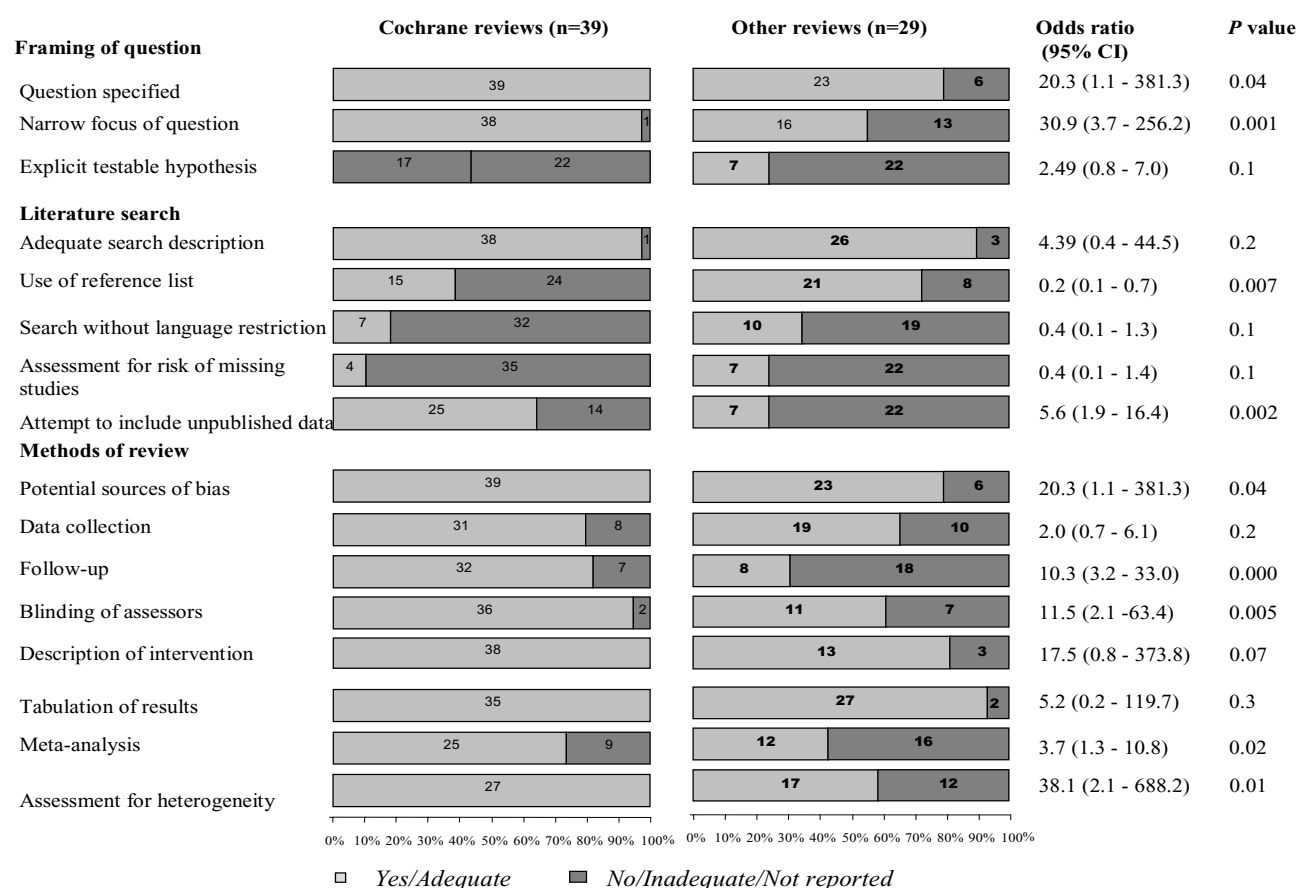 Cochrane reviews (n=39) Other reviews (n=29) Odds ratio P value
(95% CI)
Framing of question
Question specified 39 23 6 20.3 (1.1 - 381.3) 0.04
Narrow focus of question 38 1 16 13 30.9 (3.7 - 256.2) 0.001
Explicit testable hypothesis 17 22 7 22 2.49 (0.8 - 7.0) 0.1
Literature search
Adequate search description 38 1 26 3 4.39 (0.4 - 44.5) 0.2
Use of reference list 15 24 21 8 0.2 (0.1 - 0.7) 0.007
Search without language restriction 7 32 10 19 0.4 (0.1 - 1.3) 0.1
Assessment for risk of missing 4 35 7 22 0.4 (0.1 - 1.4) 0.1
studies
Attempt to include unpublished data 25 14 7 22 5.6 (1.9 - 16.4) 0.002
Methods of review
Potential sources of bias 39 23 6 20.3 (1.1 - 381.3) 0.04
Data collection 31 8 19 10 2.0 (0.7 - 6.1) 0.2
Follow-up 32 7 8 18 10.3 (3.2 - 33.0) 0.000
Blinding of assessors 36 2 11 7 11.5 (2.1 -63.4) 0.005
Description of intervention 38 13 3 17.5 (0.8 - 373.8) 0.07
Tabulation of results 35 27 2 5.2 (0.2 - 119.7) 0.3
Meta-analysis 25 9 12 16 3.7 (1.3 - 10.8) 0.02
Assessment for heterogeneity 27 17 12 38.1 (2.1 - 688.2) 0.01
0% 10% 20% 30% 40% 50% 60% 70% 80% 90% 100% 0% 10% 20% 30% 40% 50% 60% 70% 80% 90% 100%
Yes/Adequate No/Inadequate/Not reported